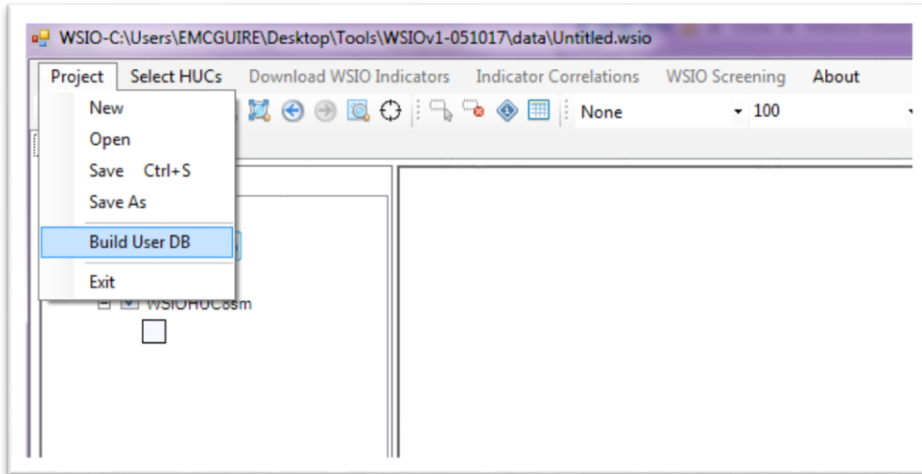 WSIO-C:\Users\EMCGUIRE\Desktop\Tools\WSIOv1-051017\data\Untitled.wsio
Project Select HUCs Download WSIO Indicators Indicator Correlations WSIO Screening About
None 100
New
Open
Save Ctrl+S
Save As
Build User DB
Exit
WSIOHUC8sm